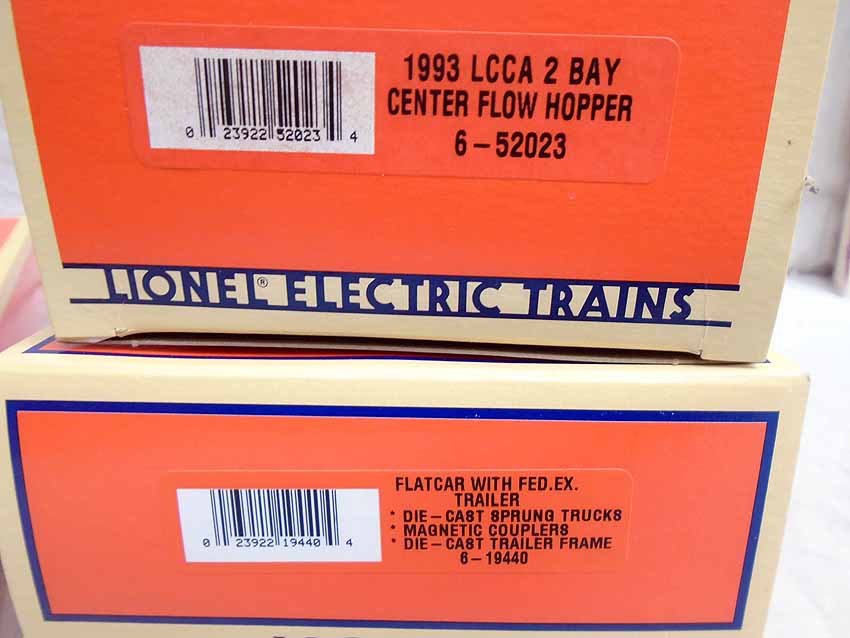 1993 LCCA 2 BAY
CENTER FLOW HOPPER
6-52023
0 23922 52023 4
LIONEL® ELECTRIC TRAINS
FLATCAR WITH FED.EX.
TRAILER
* DIE-CAST SPRUNG TRUCKS
* MAGNETIC COUPLERS
* DIE-CAST TRAILER FRAME
6-19440
0 23922 19440 4